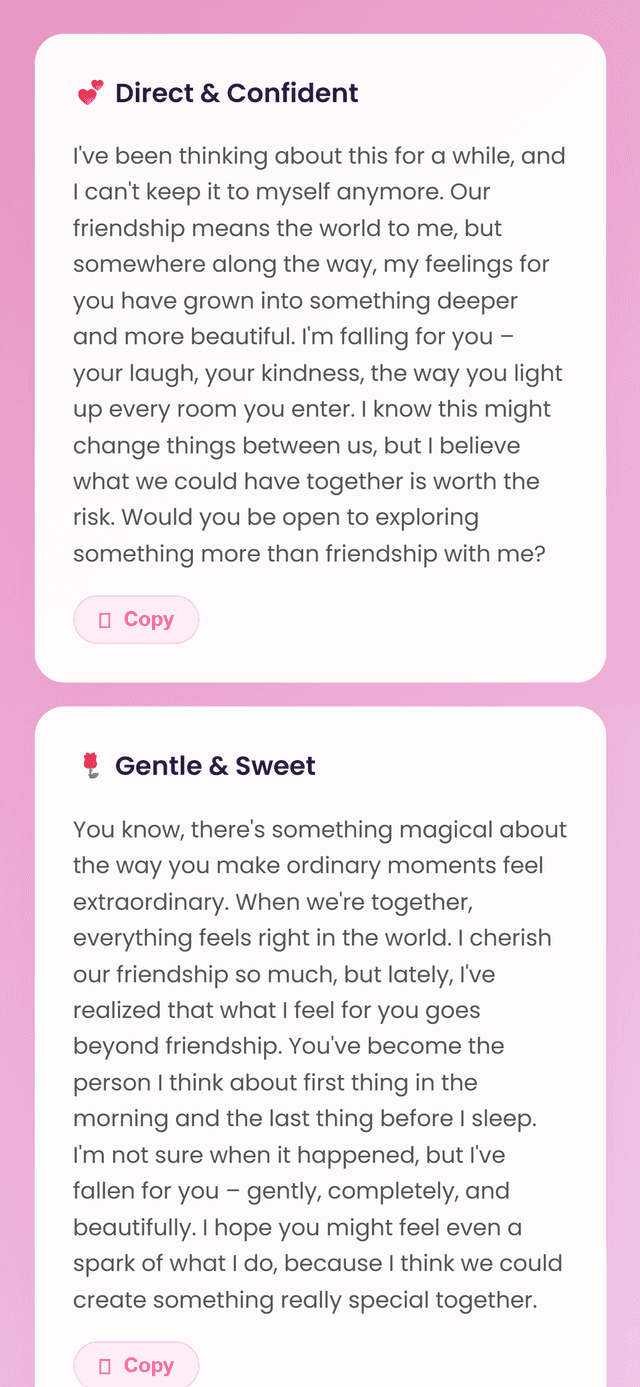 💕 Direct & Confident
I've been thinking about this for a while, and
I can't keep it to myself anymore. Our
friendship means the world to me, but
somewhere along the way, my feelings for
you have grown into something deeper
and more beautiful. I'm falling for you –
your laugh, your kindness, the way you light
up every room you enter. I know this might
change things between us, but I believe
what we could have together is worth the
risk. Would you be open to exploring
something more than friendship with me?
Copy
🌹 Gentle & Sweet
You know, there's something magical about
the way you make ordinary moments feel
extraordinary. When we're together,
everything feels right in the world. I cherish
our friendship so much, but lately, I've
realized that what I feel for you goes
beyond friendship. You've become the
person I think about first thing in the
morning and the last thing before I sleep.
I'm not sure when it happened, but I've
fallen for you – gently, completely, and
beautifully. I hope you might feel even a
spark of what I do, because I think we could
create something really special together.
Copy